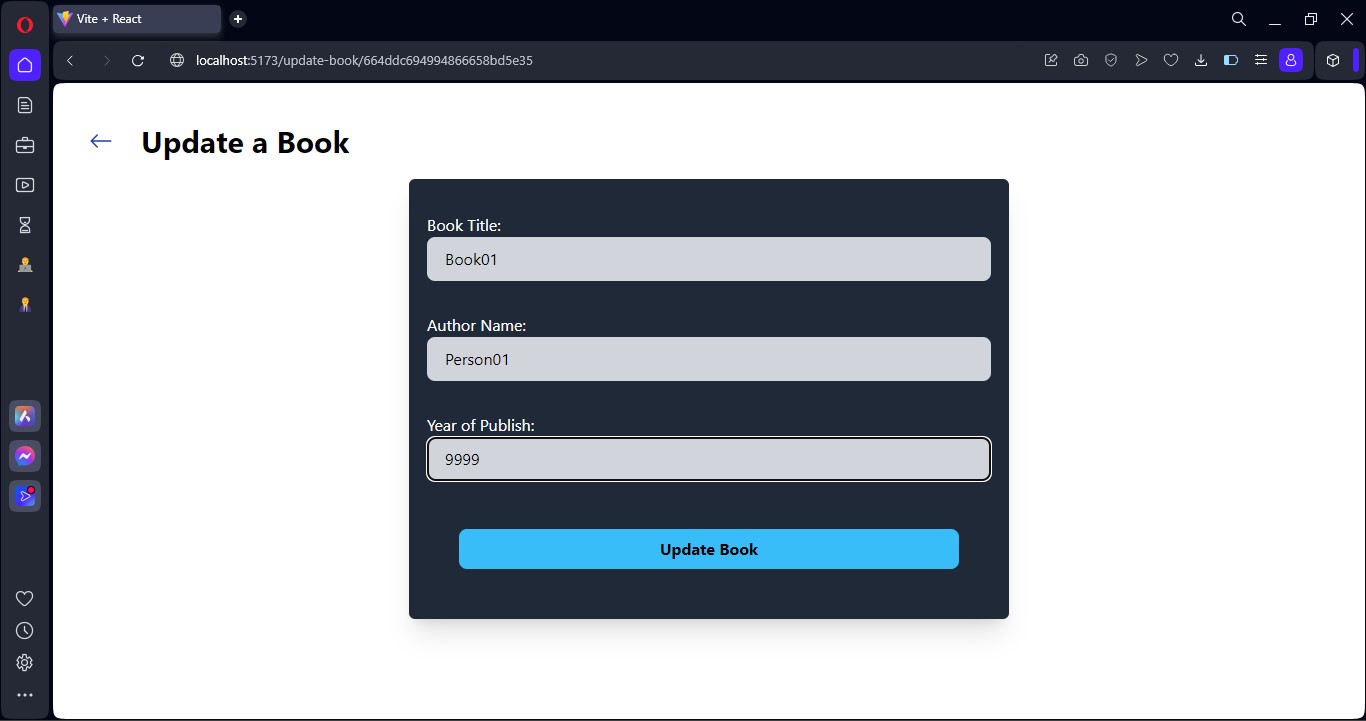 Vite + React
localhost:5173/update-book/664ddc694994866658bd5e35
Update a Book
Book Title:
Book01
Author Name:
Person01
Year of Publish:
9999
Update Book